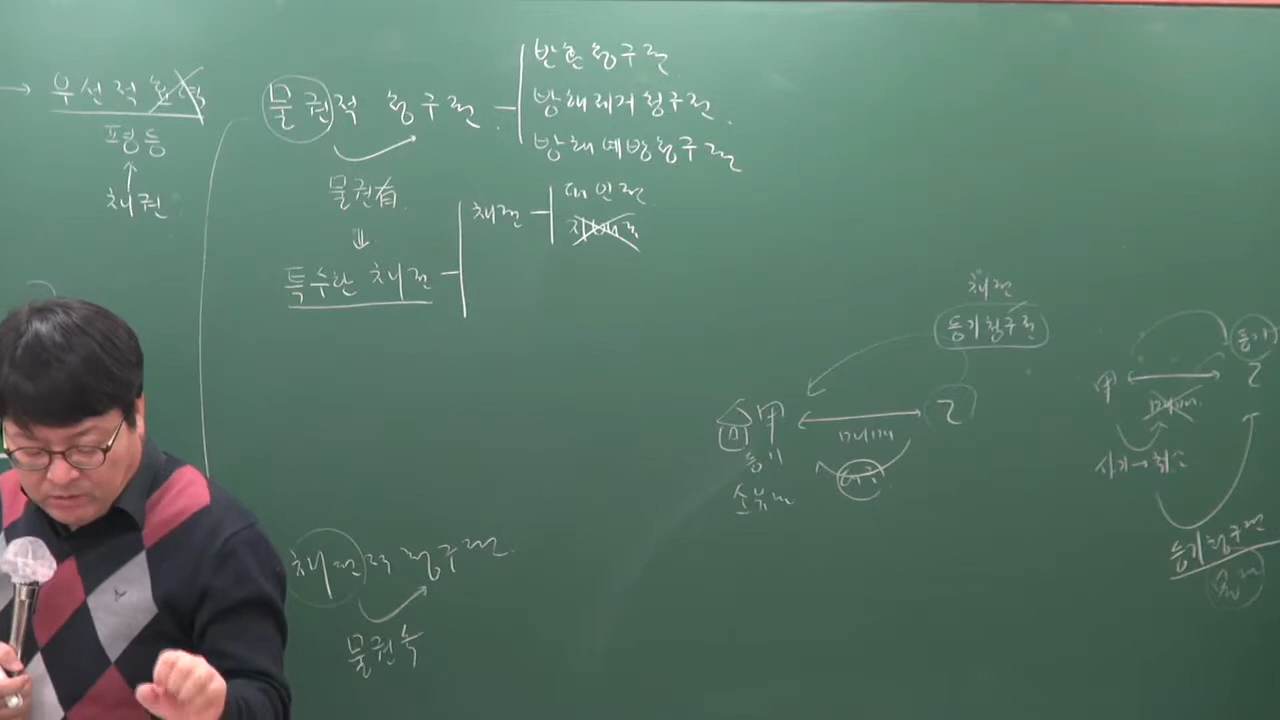 → 우선적 효력
평등
↑
채권
물권적 청구권
반환청구권
방해제거청구권
방해예방청구권
물권有
⇓
특수한 채권
채권
대인권
채권적 청구권
채권
등기청구권
甲 ↔ 乙
매매
등기
소유권
甲 ↔ 乙
등기
매매
사기→취소
등기청구권
물권